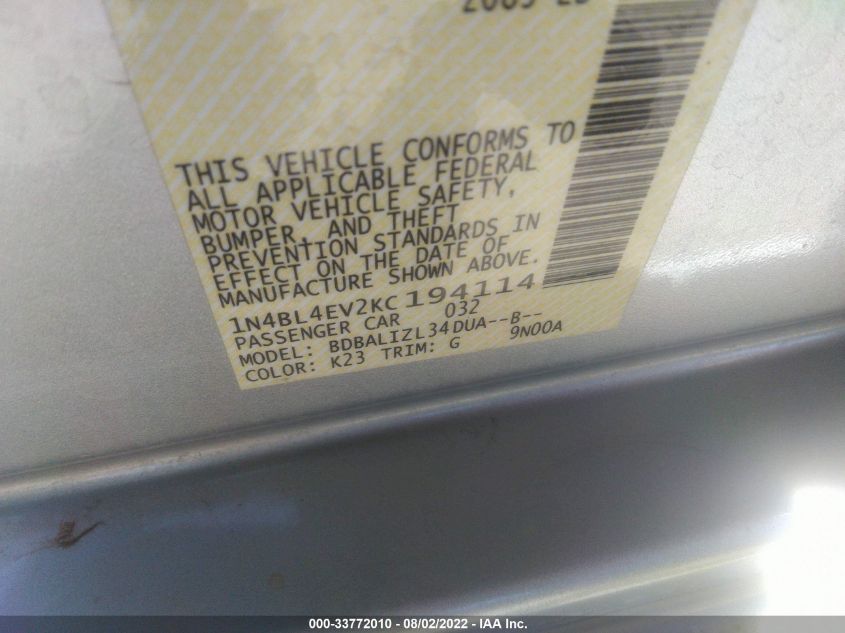 THIS VEHICLE CONFORMS TO
ALL APPLICABLE FEDERAL
MOTOR VEHICLE SAFETY,
BUMPER, AND THEFT
PREVENTION STANDARDS IN
EFFECT ON THE DATE OF
MANUFACTURE SHOWN ABOVE.
1N4BL4EV2KC194114
PASSENGER CAR 032
MODEL: BDBALIZL34DUA--B--
COLOR: K23 TRIM: G 9N00A
000-33772010 - 08/02/2022 - IAA Inc.